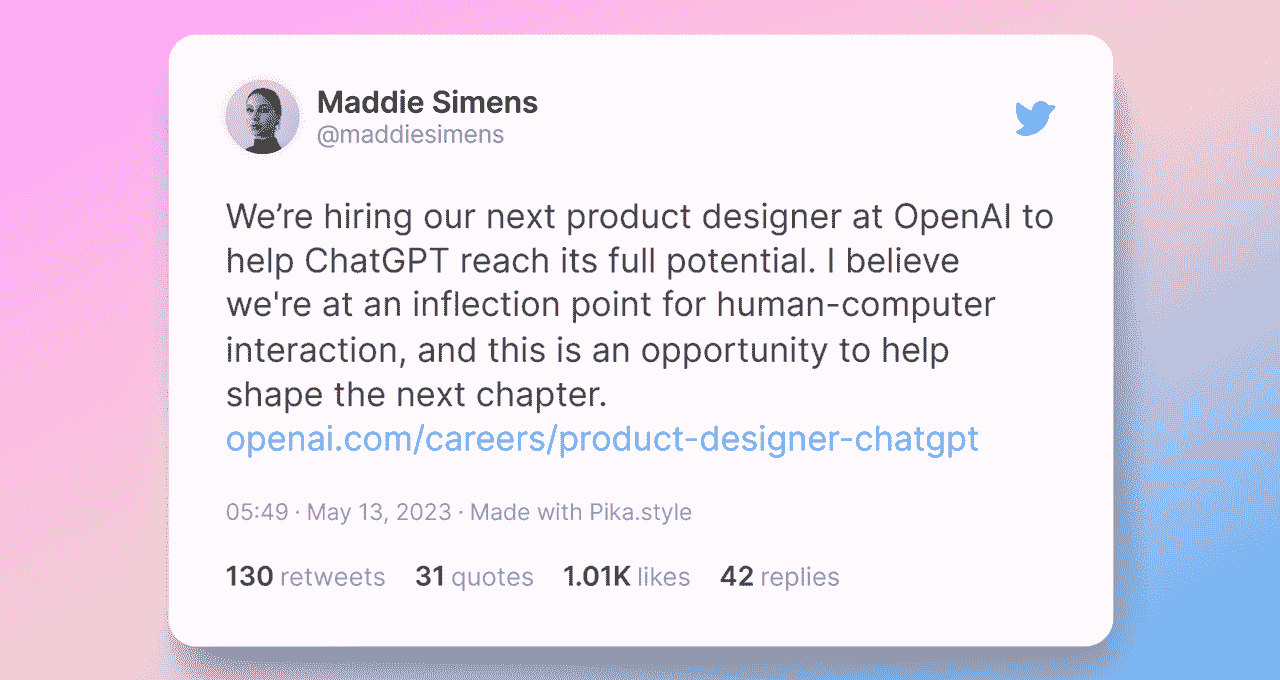 Maddie Simens
@maddiesimens
We’re hiring our next product designer at OpenAI to
help ChatGPT reach its full potential. I believe
we're at an inflection point for human-computer
interaction, and this is an opportunity to help
shape the next chapter.
openai.com/careers/product-designer-chatgpt
05:49 · May 13, 2023 · Made with Pika.style
130 retweets 31 quotes 1.01K likes 42 replies